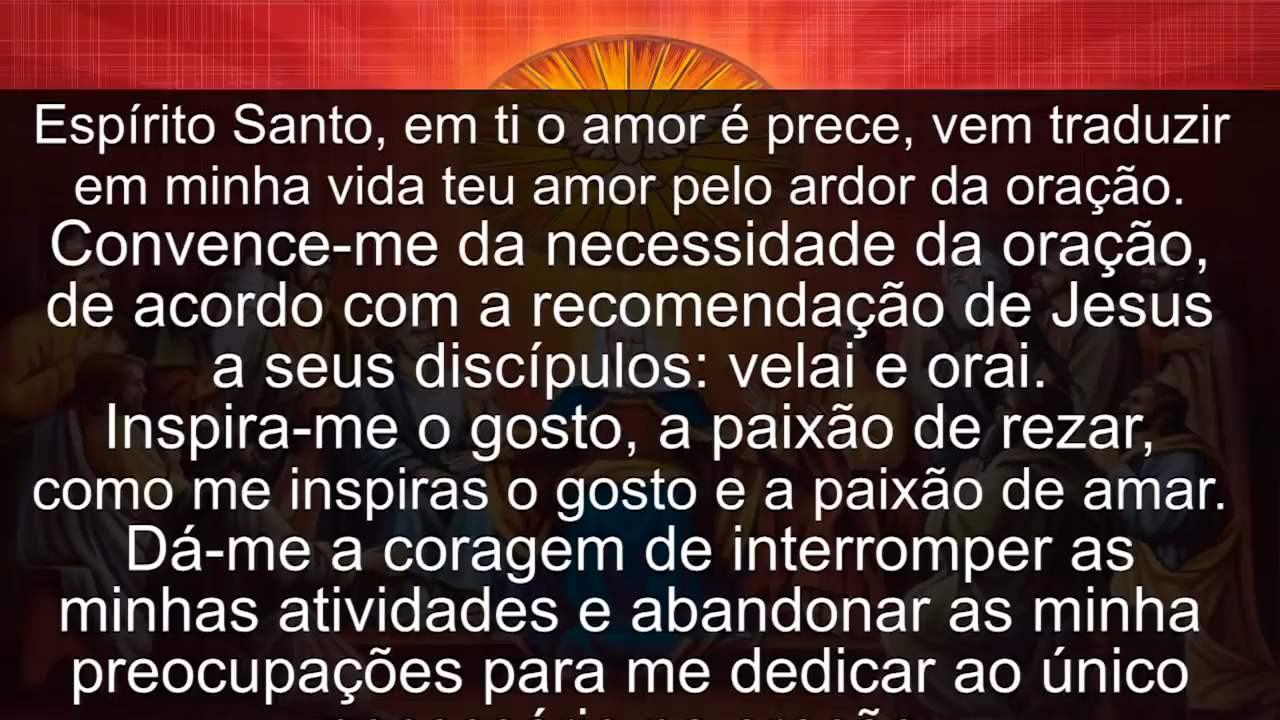 Espírito Santo, em ti o amor é prece, vem traduzir
em minha vida teu amor pelo ardor da oração.
Convence-me da necessidade da oração,
de acordo com a recomendação de Jesus
a seus discípulos: velai e orai.
Inspira-me o gosto, a paixão de rezar,
como me inspiras o gosto e a paixão de amar.
Dá-me a coragem de interromper as
minhas atividades e abandonar as minha
preocupações para me dedicar ao único